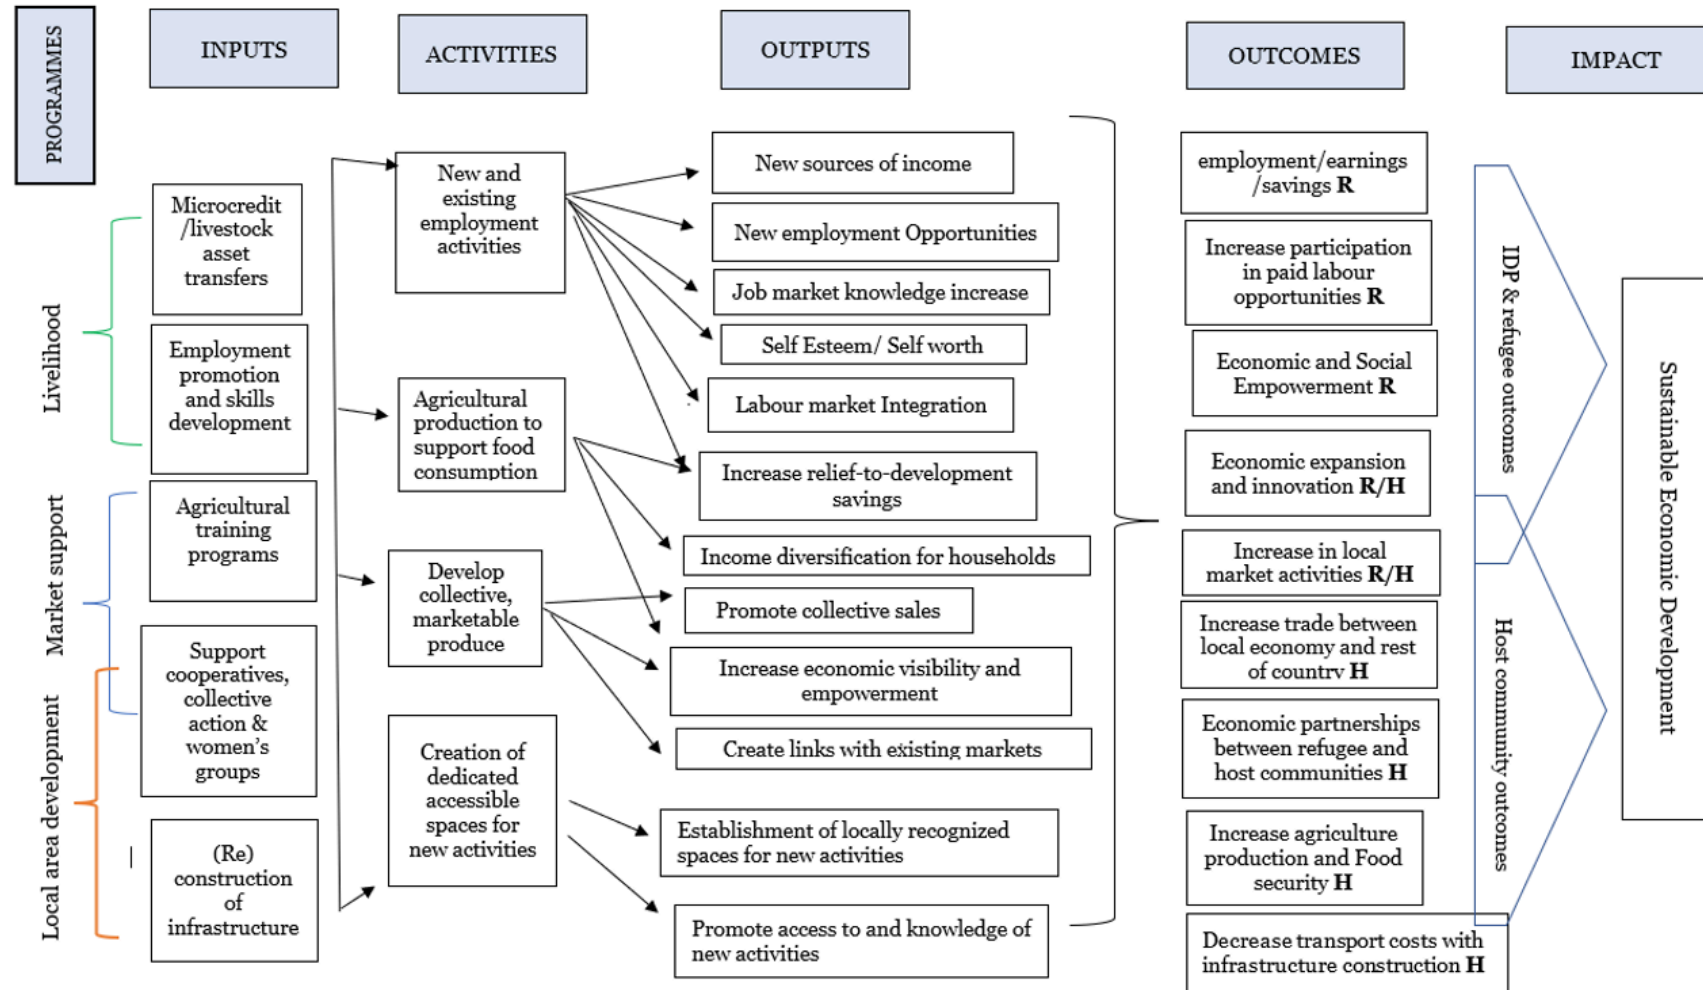 PROGRAMMES
INPUTS
ACTIVITIES
OUTPUTS
OUTCOMES
IMPACT
Livelihood
Market support
Local area development
Microcredit
/livestock
asset
transfers
Employment
promotion
and skills
development
Agricultural
training
programs
Support
cooperatives,
collective
action &
women's
groups
(Re)
construction
of
infrastructure
New and
existing
employment
activities
Agricultural
production to
support food
consumption
Develop
collective,
marketable
produce
Creation of
dedicated
accessible
spaces for
new activities
New sources of income
New employment Opportunities
Job market knowledge increase
Self Esteem/ Self worth
Labour market Integration
Increase relief-to-development
savings
Income diversification for households
Promote collective sales
Increase economic visibility and
empowerment
Create links with existing markets
Establishment of locally recognized
spaces for new activities
Promote access to and knowledge of
new activities
employment/earnings
/savings R
Increase participation
in paid labour
opportunities R
Economic and Social
Empowerment R
Economic expansion
and innovation R/H
Increase in local
market activities R/H
Increase trade between
local economy and rest
of country H
Economic partnerships
between refugee and
host communities H
Increase agriculture
production and Food
security H
Decrease transport costs with
infrastructure construction H
IDP & refugee outcomes
Host community outcomes
Sustainable Economic Development